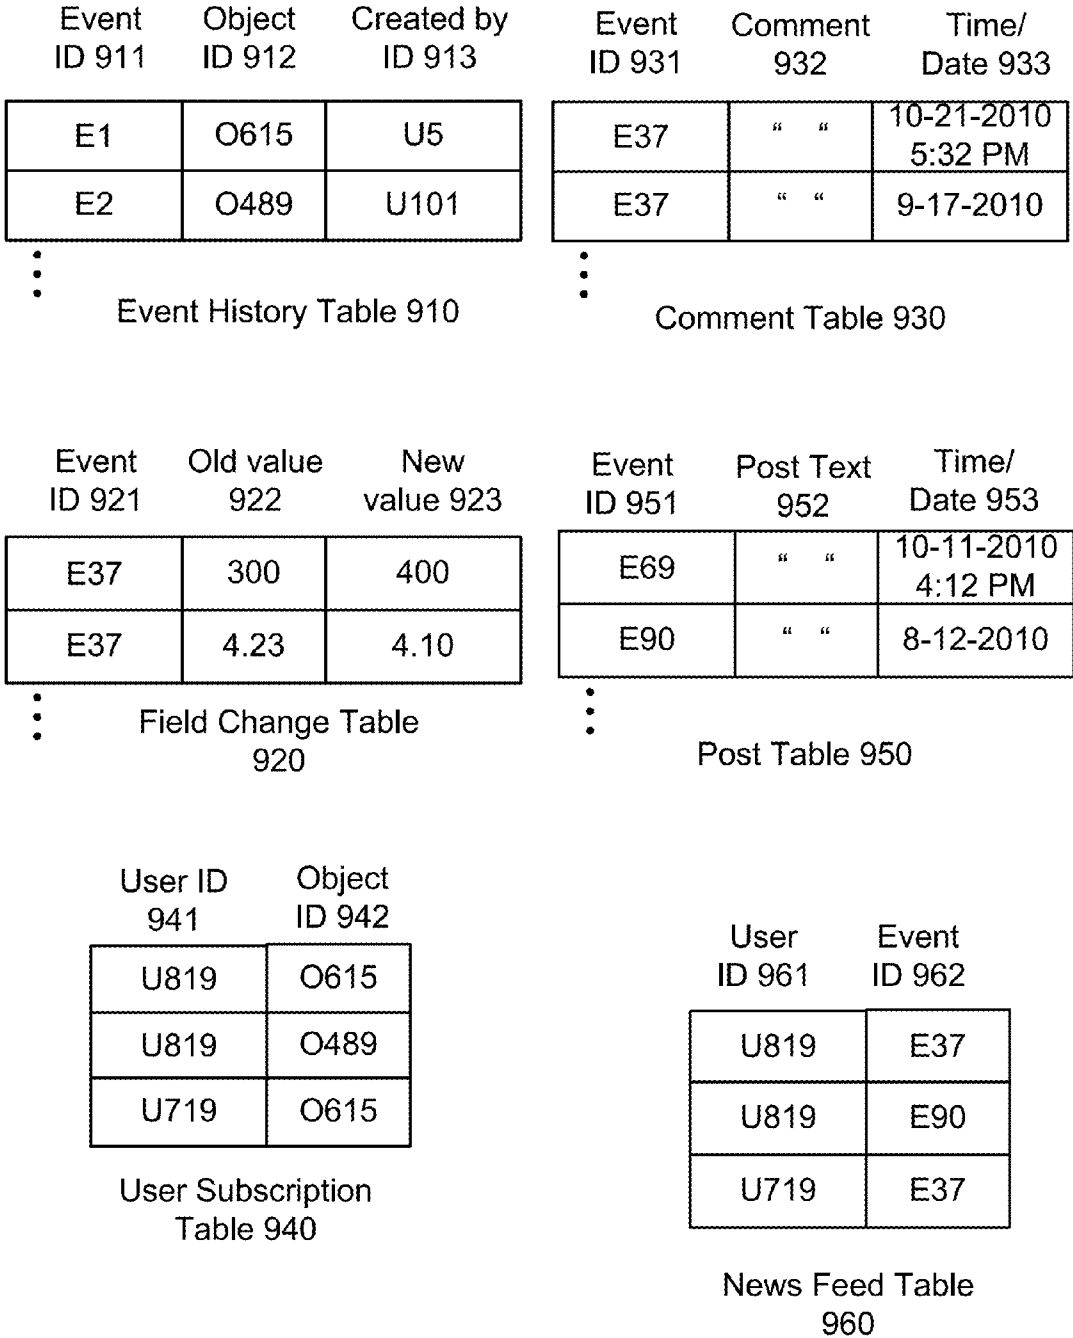 Event ID 911 Object ID 912 Created by ID 913
E1 O615 U5
E2 O489 U101
Event History Table 910
Event ID 931 Comment 932 Time/ Date 933
E37 “ “ 10-21-2010 5:32 PM
E37 “ “ 9-17-2010
Comment Table 930
Event ID 921 Old value 922 New value 923
E37 300 400
E37 4.23 4.10
Field Change Table 920
Event ID 951 Post Text 952 Time/ Date 953
E69 “ “ 10-11-2010 4:12 PM
E90 “ “ 8-12-2010
Post Table 950
User ID 941 Object ID 942
U819 O615
U819 O489
U719 O615
User Subscription Table 940
User ID 961 Event ID 962
U819 E37
U819 E90
U719 E37
News Feed Table 960